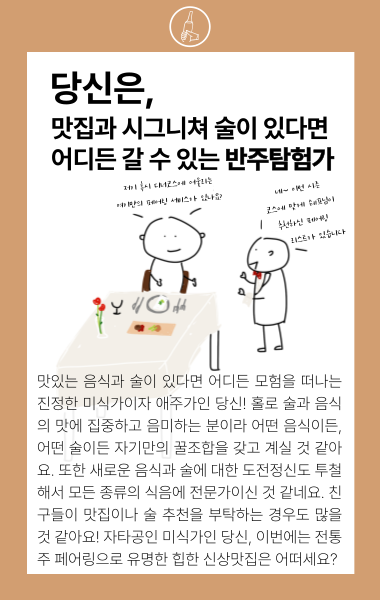 당신은,
맛집과 시그니쳐 술이 있다면
어디든 갈 수 있는 반주탐험가
저기 혹시 디너코스에 어울리는
페어링 서비스가 있나요?
네~ 이번 시즌
코스에 맞게 쉐프님이
추천하신 페어링
리스트가 있습니다
맛있는 음식과 술이 있다면 어디든 모험을 떠나는
진정한 미식가이자 애주가인 당신! 홀로 술과 음식
의 맛에 집중하고 음미하는 분이라 어떤 음식이든,
어떤 술이든 자기만의 꿀조합을 갖고 계실 것 같아
요. 또한 새로운 음식과 술에 대한 도전정신도 투철
해서 모든 종류의 식음에 전문가이신 것 같네요. 친
구들이 맛집이나 술 추천을 부탁하는 경우도 많을
것 같아요! 자타공인 미식가인 당신, 이번에는 전통
주 페어링으로 유명한 힙한 신상맛집은 어떠세요?